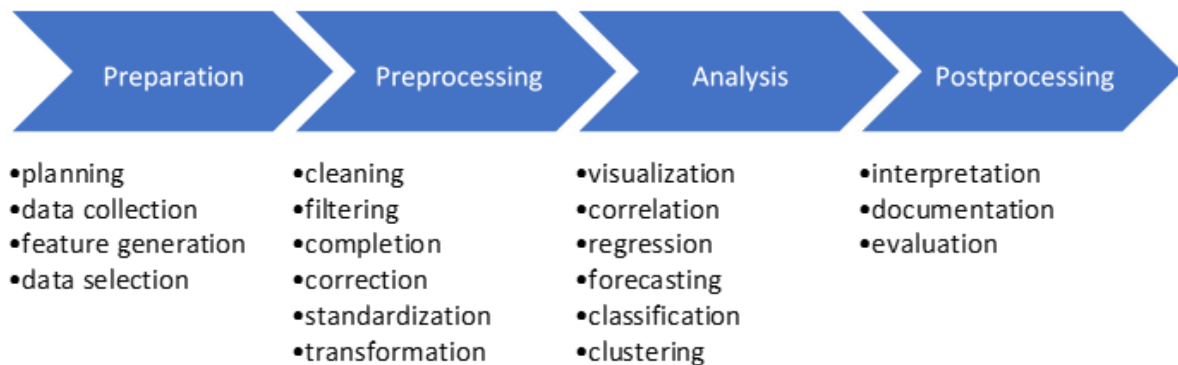 Preparation
Preprocessing
Analysis
Postprocessing
•planning
•data collection
•feature generation
•data selection
•cleaning
•filtering
•completion
•correction
•standardization
•transformation
•visualization
•correlation
•regression
•forecasting
•classification
•clustering
•interpretation
•documentation
•evaluation